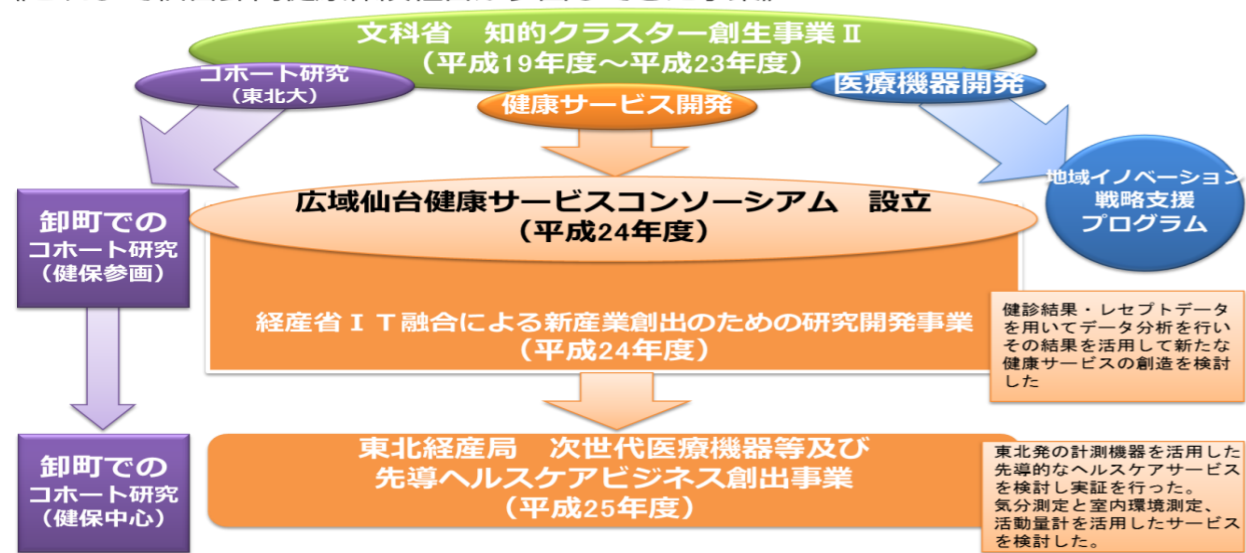 文科省　知的クラスター創生事業Ⅱ
（平成19年度～平成23年度）
コホート研究
（東北大）
健康サービス開発
医療機器開発
地域イノベーション
戦略支援
プログラム
広域仙台健康サービスコンソーシアム　設立
（平成24年度）
卸町での
コホート研究
（健保参画）
経産省ＩＴ融合による新産業創出のための研究開発事業
（平成24年度）
健診結果・レセプトデータ
を用いてデータ分析を行い
その結果を活用して新たな
健康サービスの創造を検討
した
卸町での
コホート研究
（健保中心）
東北経産局　次世代医療機器等及び
先導ヘルスケアビジネス創出事業
（平成25年度）
東北発の計測機器を活用した
先導的なヘルスケアサービス
を検討し実証を行った。
気分測定と室内環境測定、
活動量計を活用したサービス
を検討した。